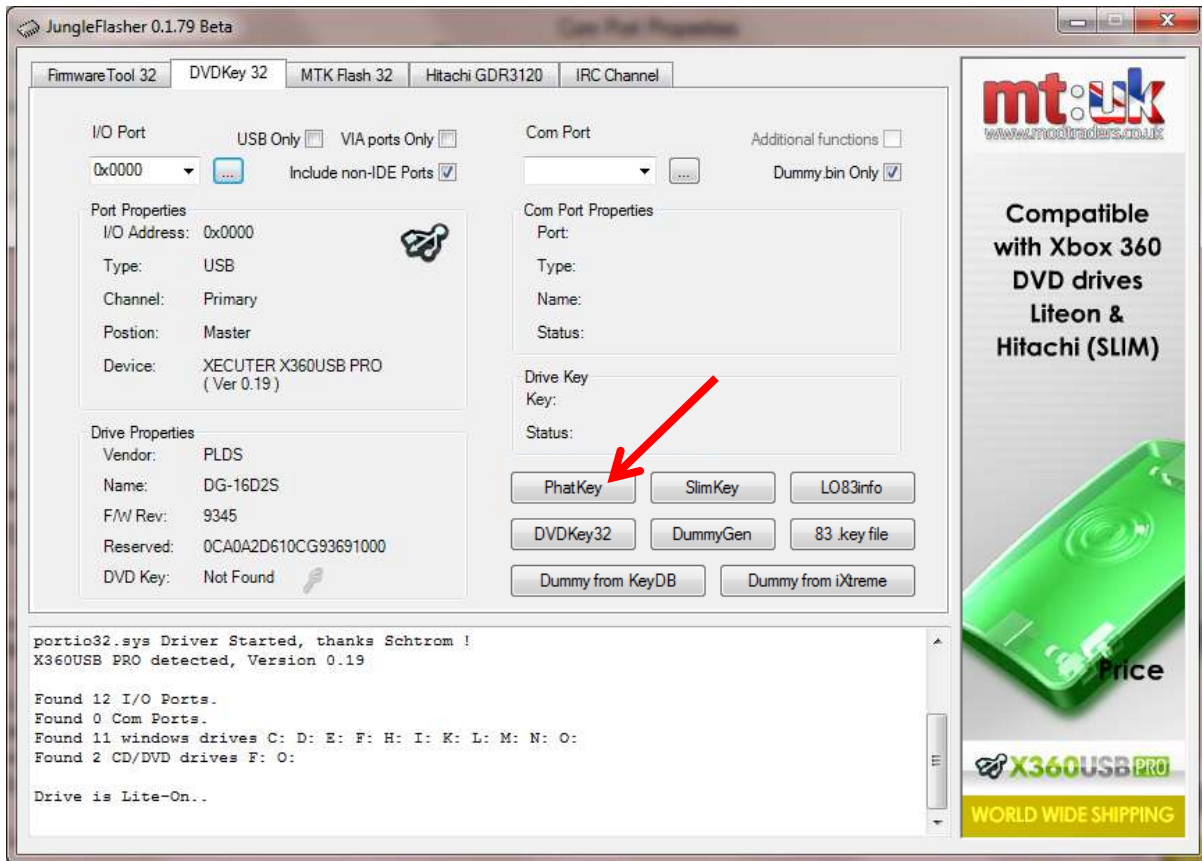 JungleFlasher 0.1.79 Beta
FirmwareTool 32 DVDKey 32 MTK Flash 32 Hitachi GDR3120 IRC Channel
I/O Port USB Only VIA ports Only
0x0000 ... Include non-IDE Ports
Port Properties
I/O Address: 0x0000
Type: USB
Channel: Primary
Postion: Master
Device: XECUTER X360USB PRO
( Ver 0.19 )
Drive Properties
Vendor: PLDS
Name: DG-16D2S
F/W Rev: 9345
Reserved: 0CA0A2D610CG93691000
DVD Key: Not Found
Com Port Additional functions
... Dummy.bin Only
Com Port Properties
Port:
Type:
Name:
Status:
Drive Key
Key:
Status:
PhatKey SlimKey LO83info
DVDKey32 DummyGen 83 .key file
Dummy from KeyDB Dummy from iXtreme
portio32.sys Driver Started, thanks Schtrom !
X360USB PRO detected, Version 0.19
Found 12 I/O Ports.
Found 0 Com Ports.
Found 11 windows drives C: D: E: F: H: I: K: L: M: N: O:
Found 2 CD/DVD drives F: O:
Drive is Lite-On..
mt:uk
www.modtraders.co.uk
Compatible
with Xbox 360
DVD drives
Liteon &
Hitachi (SLIM)
Price
X360USB PRO
WORLD WIDE SHIPPING